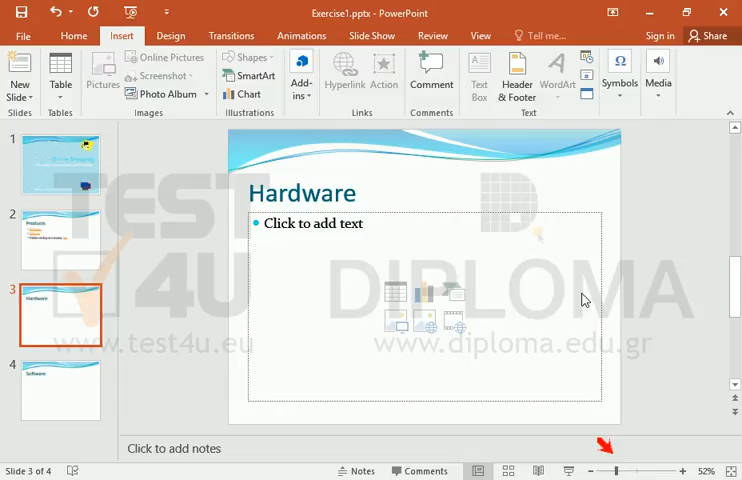 Exercise1.pptx - PowerPoint
File
Home
Insert
Design
Transitions
Animations
Slide Show
Review
View
Tell me...
Sign in
Share
New Slide
Table
Pictures
Online Pictures
Screenshot
Photo Album
Shapes
SmartArt
Chart
Add-ins
Hyperlink
Action
Comment
Text Box
Header & Footer
WordArt
Symbols
Media
Slides
Tables
Images
Illustrations
Links
Comments
Text
1
Online Shopping
2
Products
3
Hardware
4
Software
Hardware
Click to add text
TEST
4U
DIPLOMA
www.test4u.eu
www.diploma.edu.gr
Click to add notes
Slide 3 of 4
Notes
Comments
52%